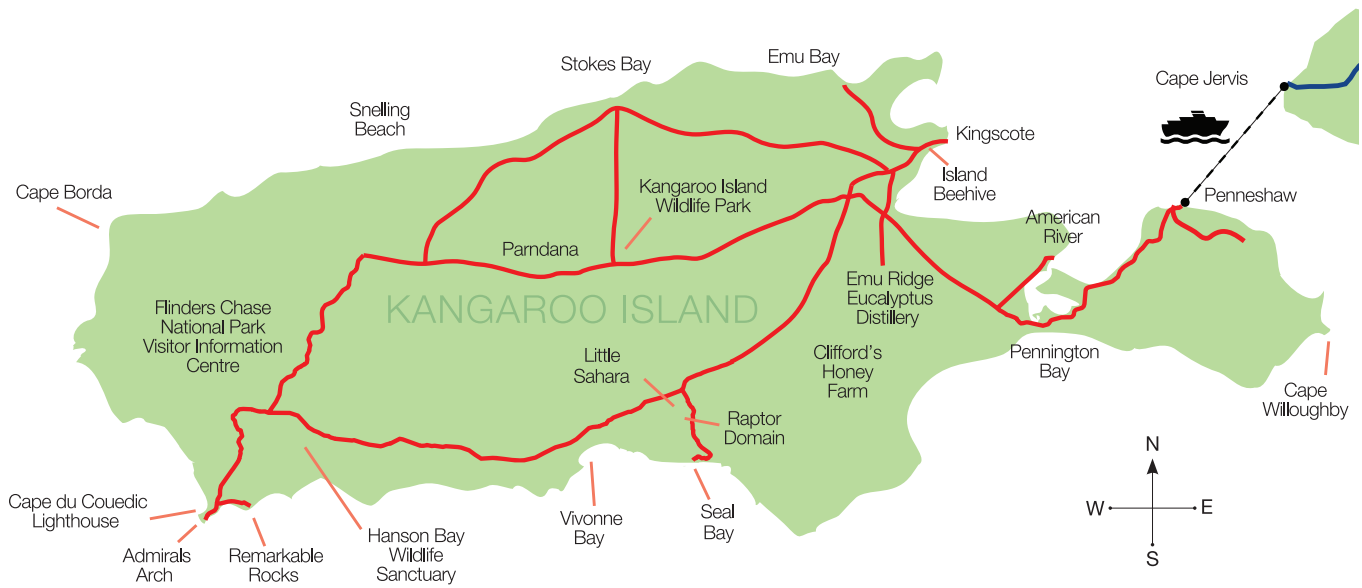 Emu Bay
Stokes Bay
Cape Jervis
Snelling
Beach
Kingscote
Island
Beehive
Cape Borda
Kangaroo Island
Wildlife Park
Penneshaw
American
River
Parndana
Emu Ridge
Eucalyptus
Distillery
KANGAROO ISLAND
Flinders Chase
National Park
Visitor Information
Centre
Little
Sahara
Clifford's
Honey
Farm
Pennington
Bay
Cape
Willoughby
Raptor
Domain
N
W
E
S
Cape du Couedic
Lighthouse
Admirals
Arch
Remarkable
Rocks
Hanson Bay
Wildlife
Sanctuary
Vivonne
Bay
Seal
Bay